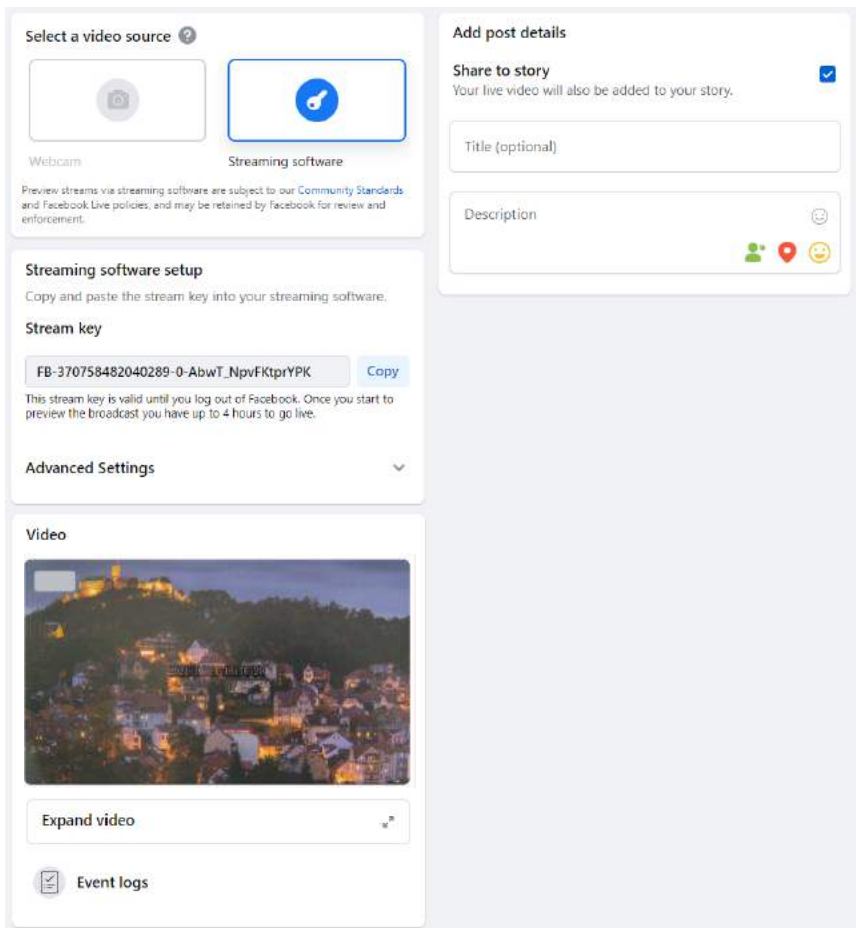 Select a video source ?
Webcam
Streaming software
Preview streams via streaming software are subject to our Community Standards
and Facebook Live policies, and may be retained by Facebook for review and
enforcement.
Streaming software setup
Copy and paste the stream key into your streaming software.
Stream key
FB-370758482040289-0-AbwT_NpvFKtprYPK
Copy
This stream key is valid until you log out of Facebook. Once you start to
preview the broadcast you have up to 4 hours to go live.
Advanced Settings
Video
Expand video
Event logs
Add post details
Share to story
Your live video will also be added to your story.
Title (optional)
Description